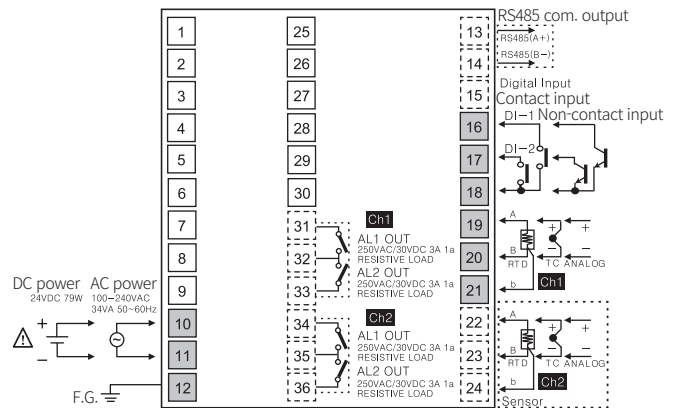 RS485 com. output
1 25 13 RS485(A+)
2 26 14 RS485(B−)
Digital Input
3 27 15 Contact input
DI−1 Non-contact input
4 28 16
5 29 17 DI−2
6 30 18
7 31 Ch1 19 A + +
AL1 OUT
250VAC/30VDC 3A 1a
8 32 RESISTIVE LOAD 20 B − −
AL2 OUT RTD TC ANALOG
250VAC/30VDC 3A 1a
9 33 RESISTIVE LOAD 21 b Ch1
DC power AC power
24VDC 79W 100−240VAC
34VA 50~60Hz
10 34 Ch2 22 A + +
+
AL1 OUT
250VAC/30VDC 3A 1a
11 35 RESISTIVE LOAD 23 B − −
−
AL2 OUT RTD TC ANALOG
250VAC/30VDC 3A 1a
12 36 RESISTIVE LOAD 24 b Ch2
F.G. Sensor